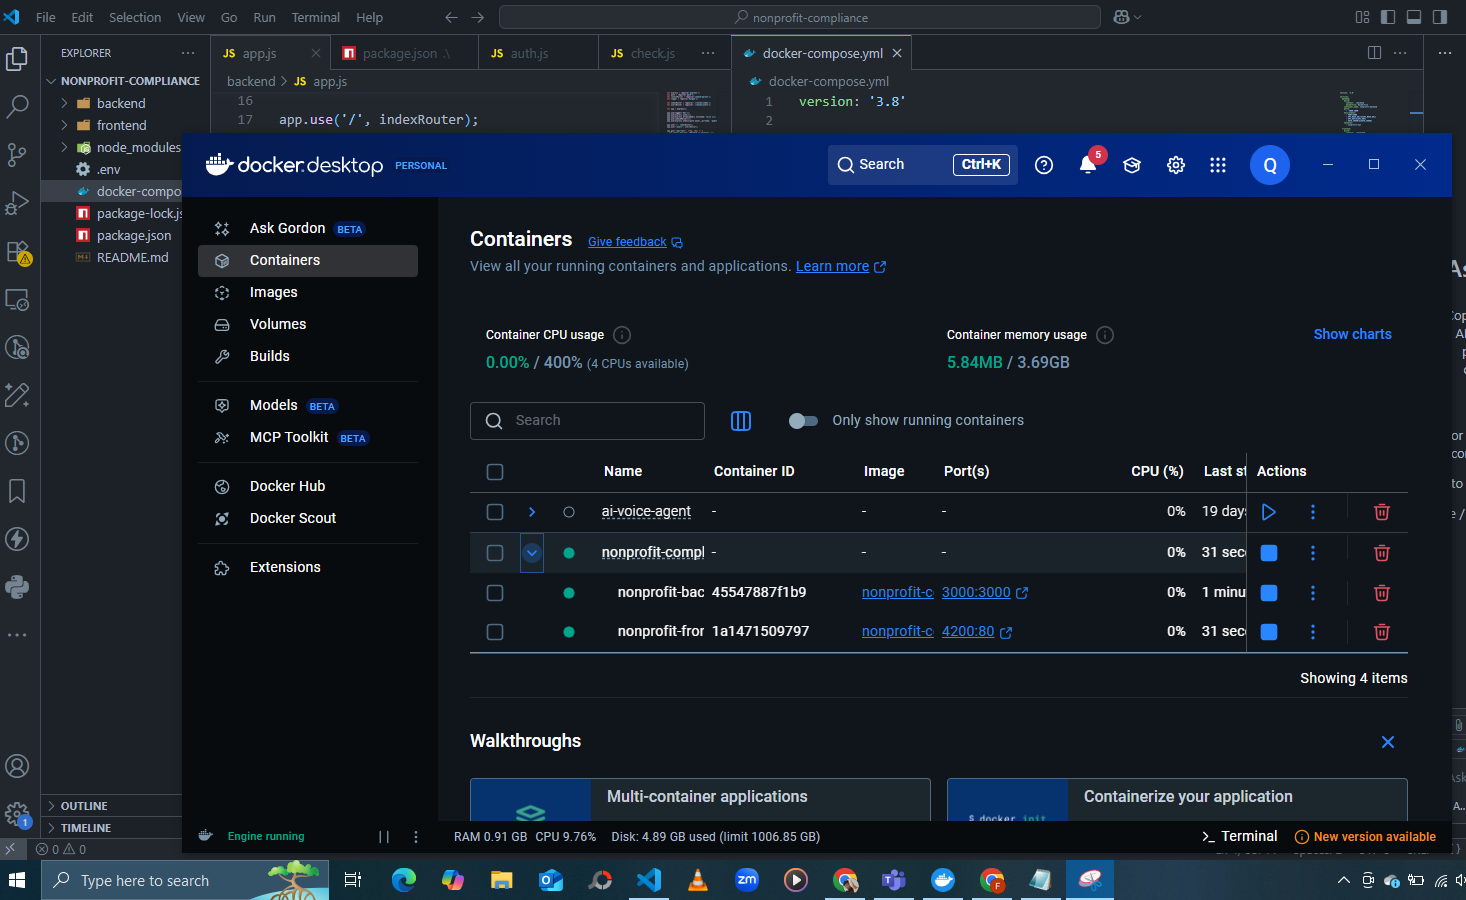 File Edit Selection View Go Run Terminal Help
nonprofit-compliance
EXPLORER
NONPROFIT-COMPLIANCE
backend
frontend
node_modules
.env
docker-compo
package-lock.js
package.json
README.md
OUTLINE
TIMELINE
0 0
JS app.js
package.json .\
JS auth.js
JS check.js
backend > JS app.js
16
17 app.use('/', indexRouter);
docker-compose.yml
docker-compose.yml
1 version: '3.8'
2
docker.desktop PERSONAL
Search Ctrl+K
5
Q
Ask Gordon BETA
Containers
Images
Volumes
Builds
Models BETA
MCP Toolkit BETA
Docker Hub
Docker Scout
Extensions
Containers Give feedback
View all your running containers and applications. Learn more
Container CPU usage
0.00% / 400% (4 CPUs available)
Container memory usage
5.84MB / 3.69GB
Show charts
Search
Only show running containers
Name Container ID Image Port(s) CPU (%) Last st Actions
ai-voice-agent - - - 0% 19 days
nonprofit-compl - - - 0% 31 seco
nonprofit-bac 45547887f1b9 nonprofit-c 3000:3000 0% 1 minu
nonprofit-fror 1a1471509797 nonprofit-c 4200:80 0% 31 seco
Showing 4 items
Walkthroughs
Multi-container applications
Containerize your application
$ docker init
Engine running
RAM 0.91 GB CPU 9.76% Disk: 4.89 GB used (limit 1006.85 GB)
Terminal
New version available
1
Type here to search